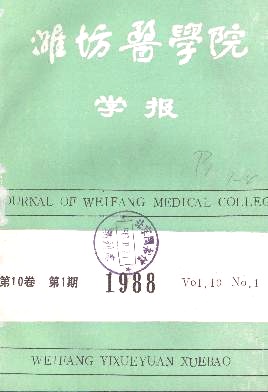 潍坊醫學院
学报
JOURNAL OF WEIFANG MEDICAL COLLEG
第10卷 第1期 1988 Vol.10 No.1
WEIFANG YIXUEYUAN XUEBAO